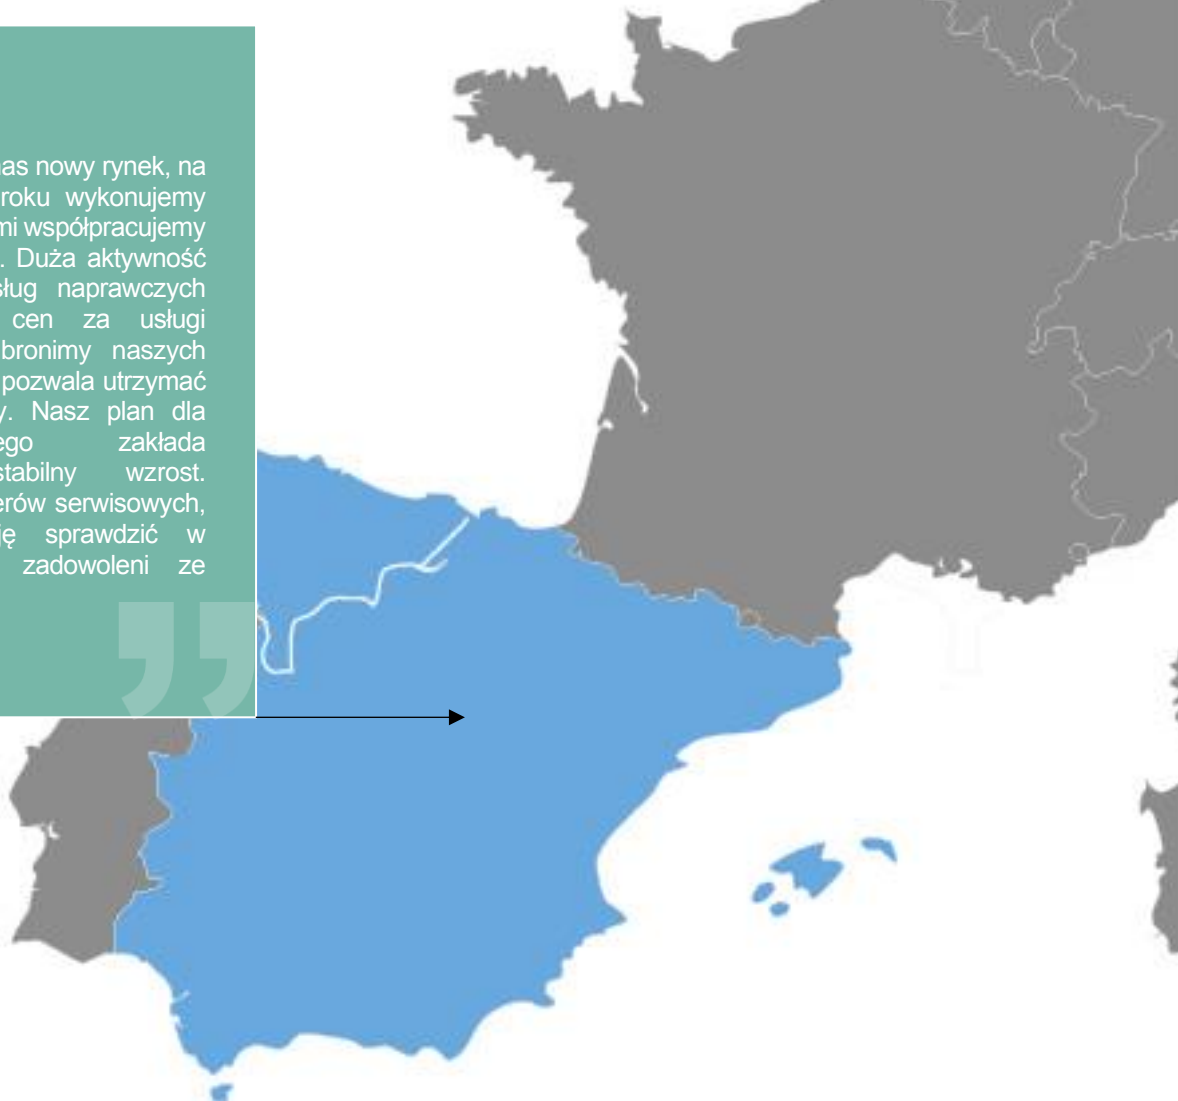 nas nowy rynek, na
roku wykonujemy
mi współpracujemy
. Duża aktywność
sług naprawczych
cen za usługi
bronimy naszych
pozwala utrzymać
y. Nasz plan dla
ego zakłada
stabilny wzrost.
erów serwisowych,
ję sprawdzić w
zadowoleni ze
”